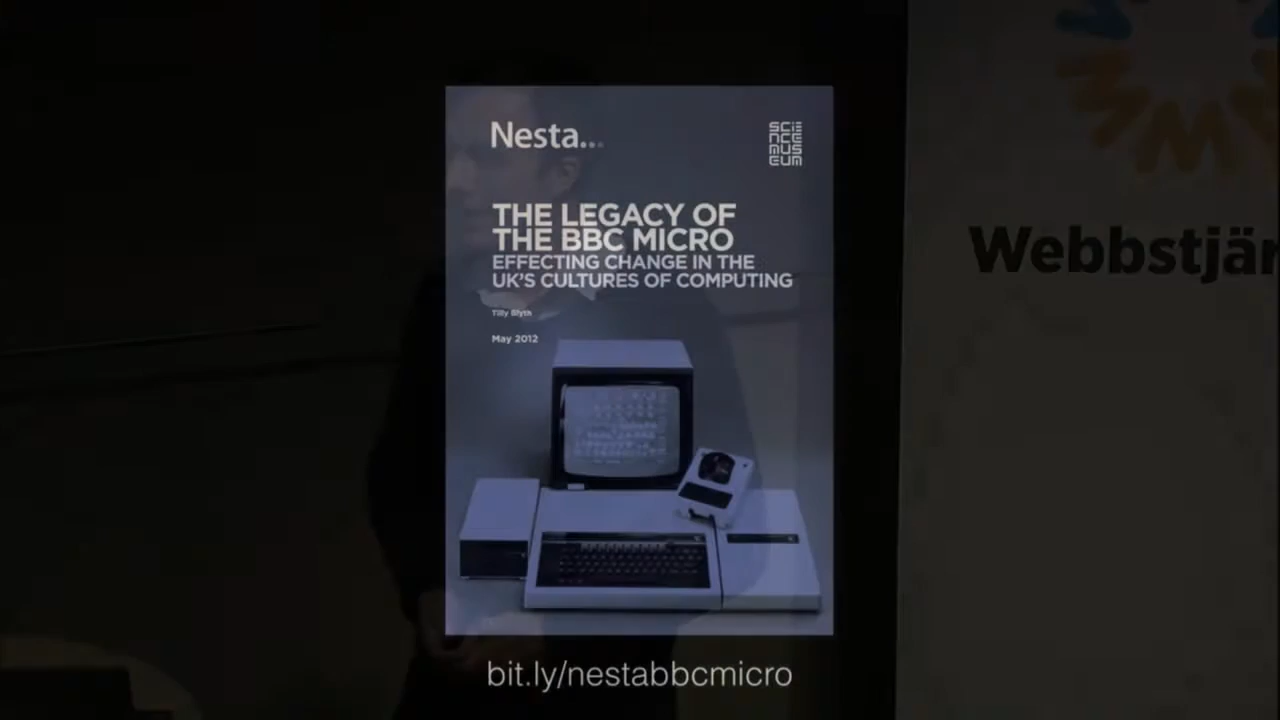 Nesta...
SCIENCE MUSEUM
THE LEGACY OF
THE BBC MICRO
EFFECTING CHANGE IN THE
UK'S CULTURES OF COMPUTING
Tilly Blyth
May 2012
Webbstjär
bit.ly/nestabbcmicro